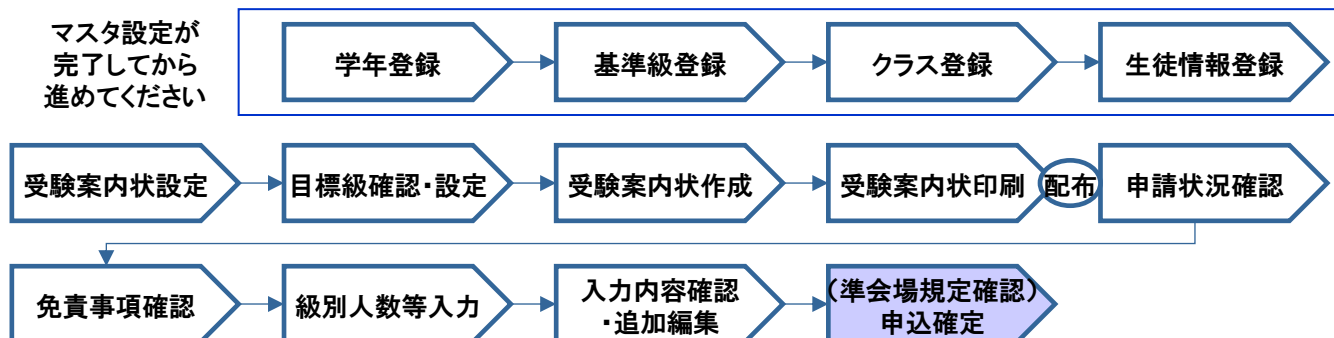 マスタ設定が
完了してから
進めてください
学年登録
基準級登録
クラス登録
生徒情報登録
受験案内状設定
目標級確認・設定
受験案内状作成
受験案内状印刷
配布
申請状況確認
免責事項確認
級別人数等入力
入力内容確認
・追加編集
(準会場規定確認)
申込確定